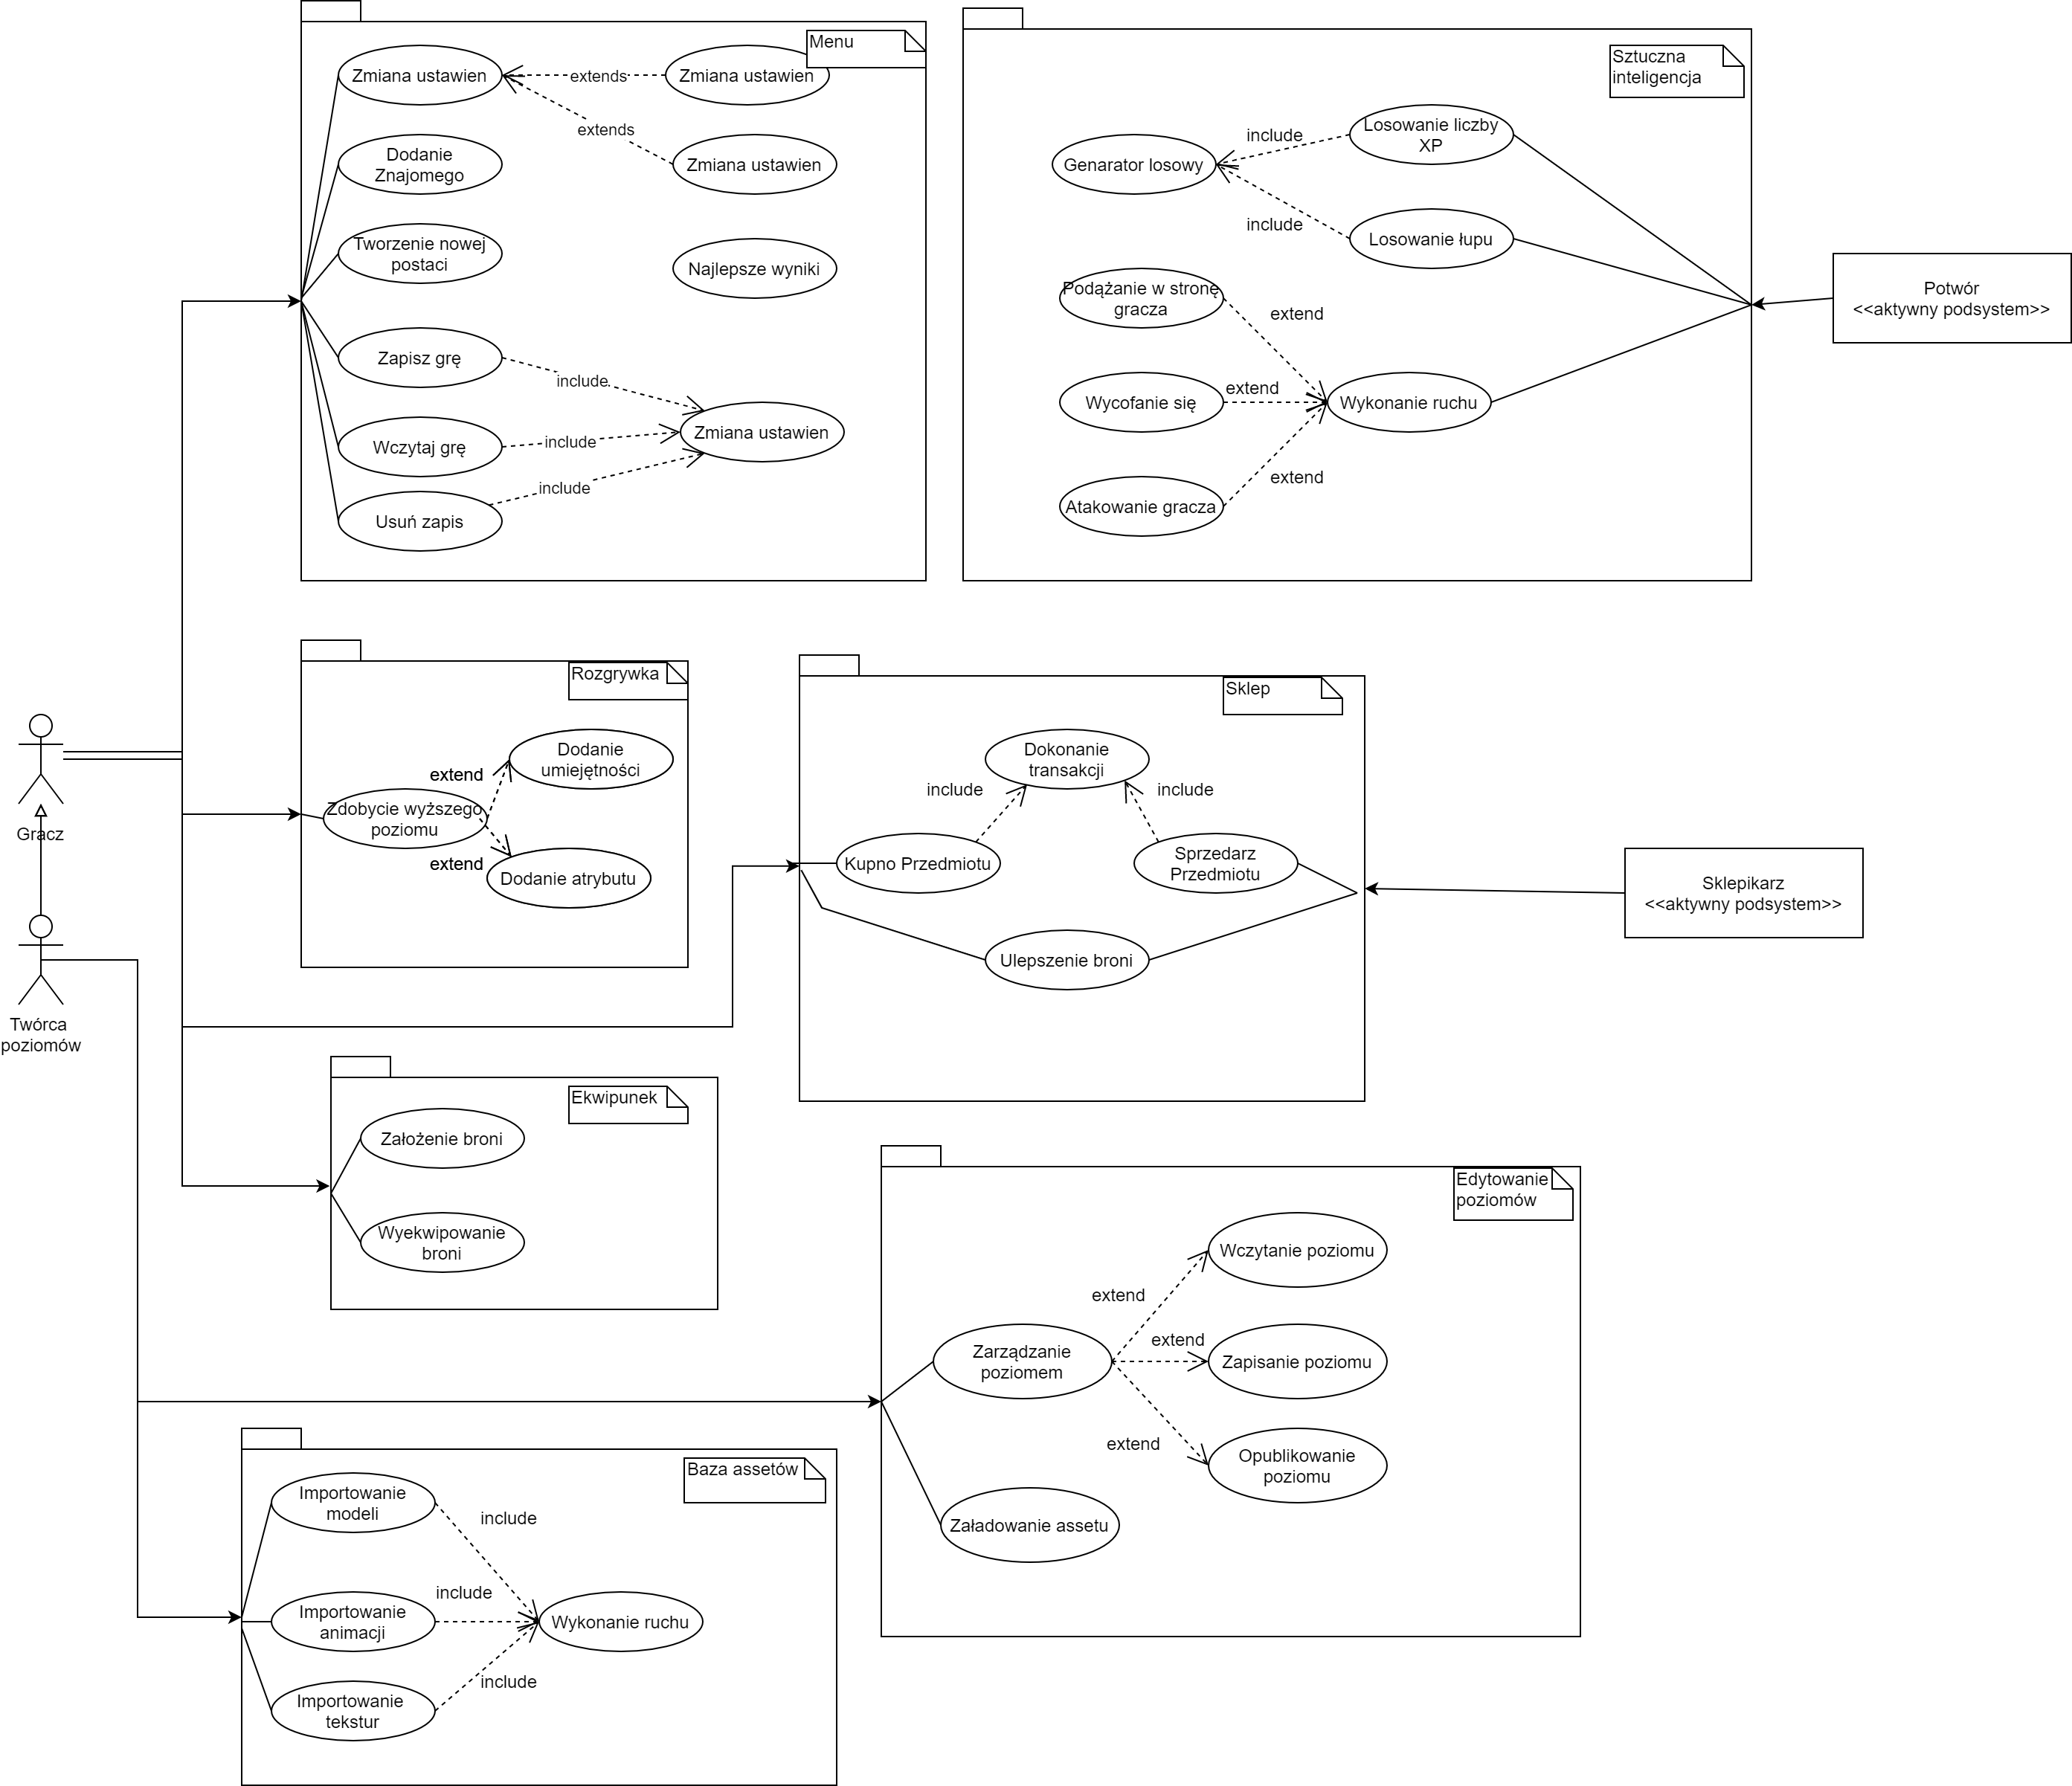 Menu
Zmiana ustawien
extends
Zmiana ustawien
extends
Dodanie
Znajomego
Zmiana ustawien
Tworzenie nowej
postaci
Najlepsze wyniki
Zapisz grę
include
Zmiana ustawien
Wczytaj grę
include
include
Usuń zapis
Sztuczna
inteligencja
Losowanie liczby
XP
include
Genarator losowy
include
Losowanie łupu
Podążanie w stronę
gracza
extend
Wycofanie się
extend
Wykonanie ruchu
extend
Atakowanie gracza
Potwór
<<aktywny podsystem>>
Rozgrywka
Dodanie
umiejętności
extend
Zdobycie wyższego
poziomu
extend
Dodanie atrybutu
Sklep
Dokonanie
transakcji
include
include
Kupno Przedmiotu
Sprzedarz
Przedmiotu
Ulepszenie broni
Sklepikarz
<<aktywny podsystem>>
Gracz
Twórca
poziomów
Ekwipunek
Założenie broni
Wyekwipowanie
broni
Edytowanie
poziomów
Wczytanie poziomu
extend
extend
Zarządzanie
poziomem
Zapisanie poziomu
extend
Opublikowanie
poziomu
Załadowanie assetu
Baza assetów
Importowanie
modeli
include
include
Importowanie
animacji
Wykonanie ruchu
include
Importowanie
tekstur